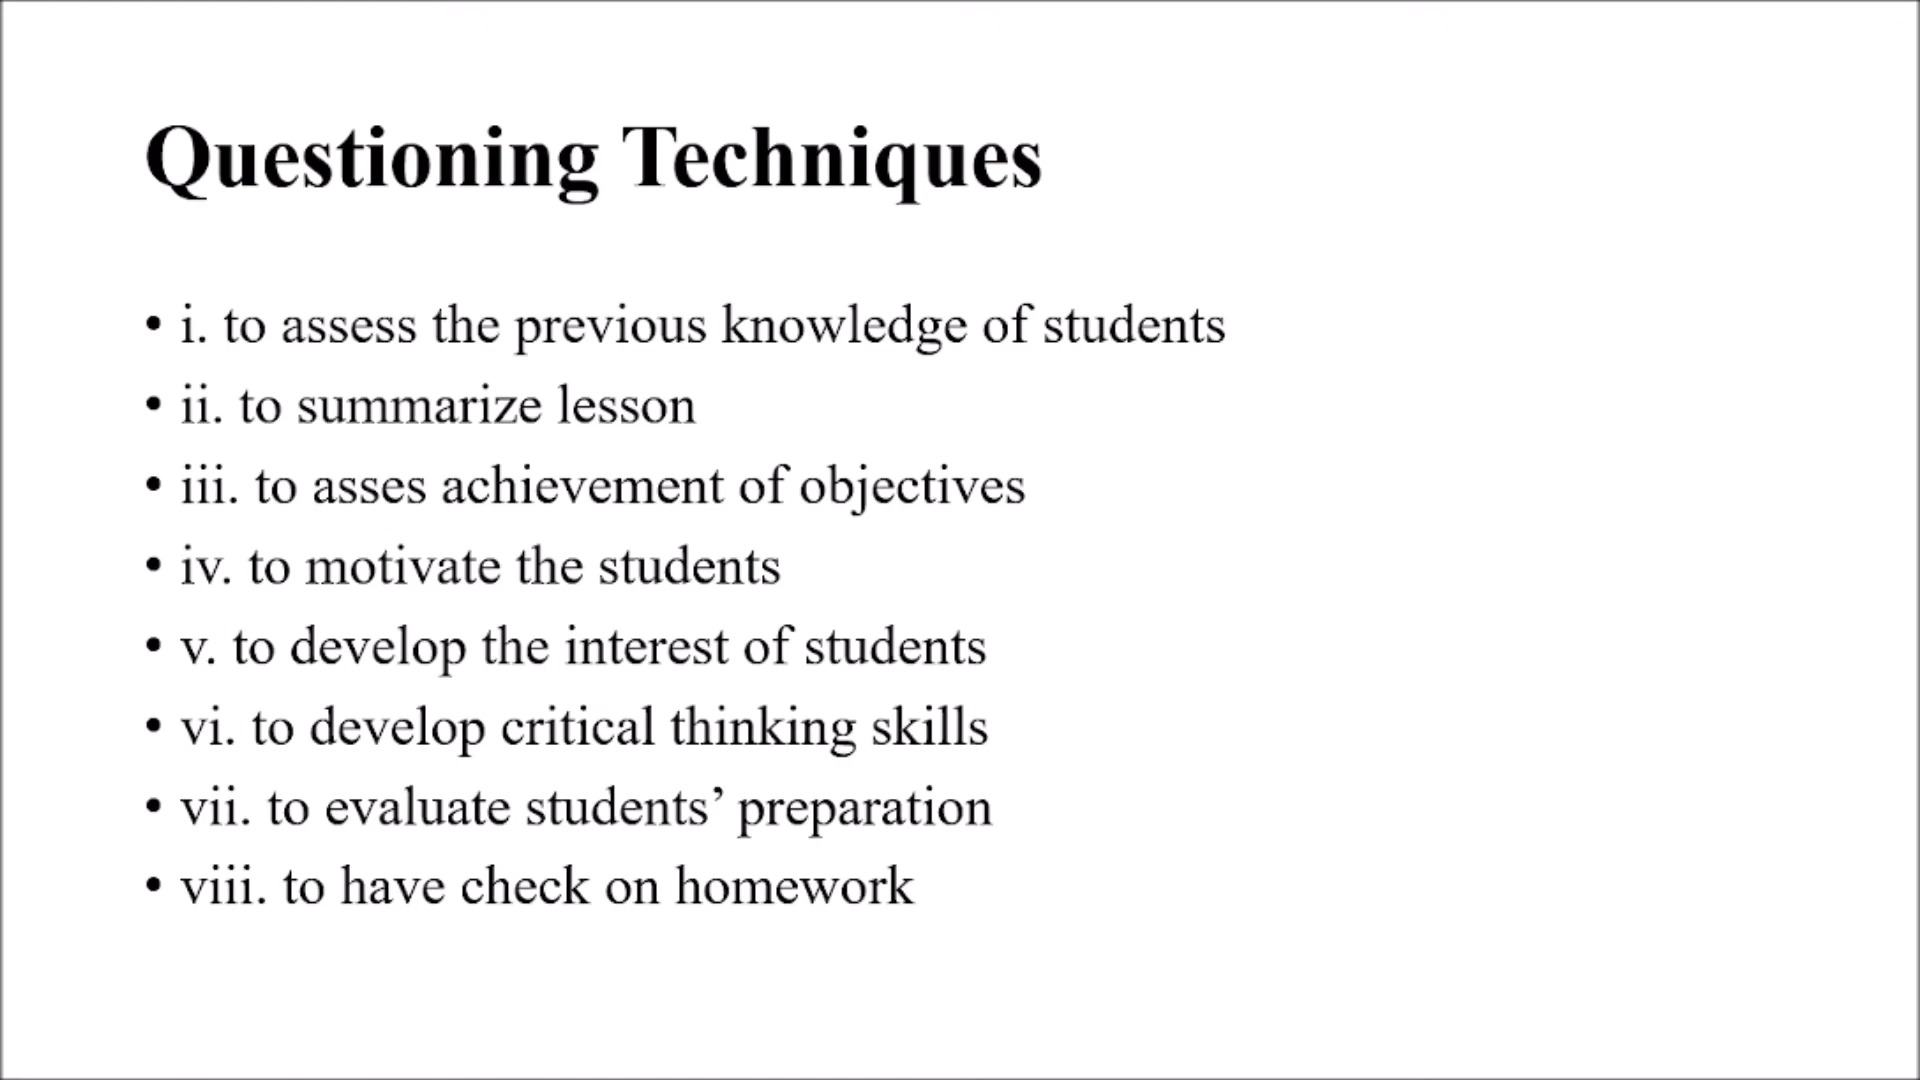 Questioning Techniques
• i. to assess the previous knowledge of students
• ii. to summarize lesson
• iii. to asses achievement of objectives
• iv. to motivate the students
• v. to develop the interest of students
• vi. to develop critical thinking skills
• vii. to evaluate students’ preparation
• viii. to have check on homework